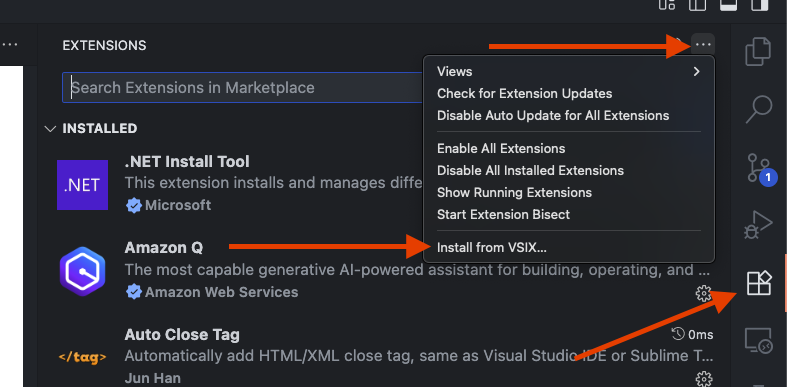 EXTENSIONS
Search Extensions in Marketplace
Views
Check for Extension Updates
Disable Auto Update for All Extensions
Enable All Extensions
Disable All Installed Extensions
Show Running Extensions
Start Extension Bisect
Install from VSIX...
INSTALLED
.NET
.NET Install Tool
This extension installs and manages diffe
Microsoft
Amazon Q
The most capable generative AI-powered assistant for building, operating, and ...
Amazon Web Services
</tag>
Auto Close Tag
0ms
Automatically add HTML/XML close tag, same as Visual Studio IDE or Sublime T...
Jun Han
1